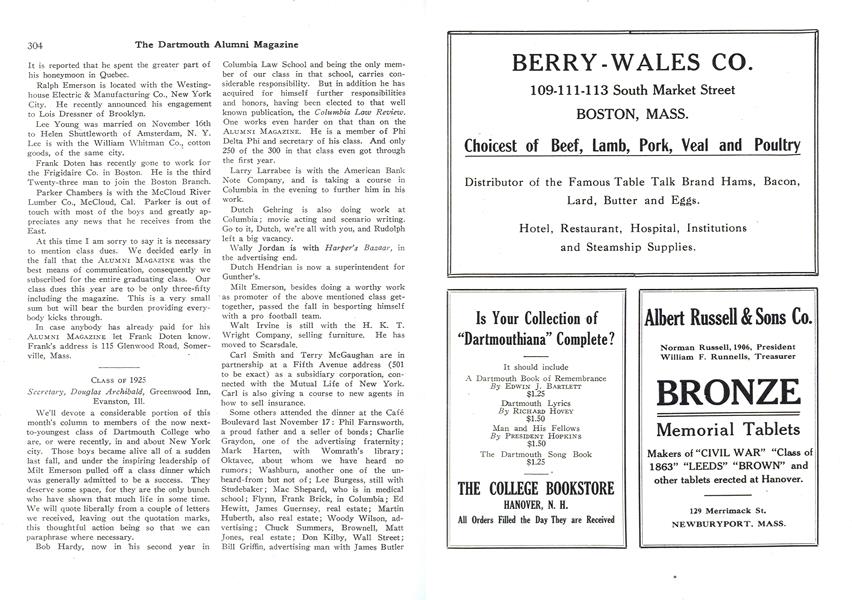 304
The Dartmouth Alumni Magazine
It is reported that he spent the greater part of
his honeymoon in Quebec.
Ralph Emerson is located with the Westing-
house Electric & Manufacturing Co., New York
City. He recently announced his engagement
to Lois Dressner of Brooklyn.
Lee Young was married on November 16th
to Helen Shuttleworth of Amsterdam, N. Y.
Lee is with the William Whitman Co., cotton
goods, of the same city.
Frank Doten has recently gone to work for
the Frigidaire Co. in Boston. He is the third
Twenty-three man to join the Boston Branch.
Parker Chambers is with the McCloud River
Lumber Co., McCloud, Cal. Parker is out of
touch with most of the boys and greatly ap-
preciates any news that he receives from the
East.
At this time I am sorry to say it is necessary
to mention class dues. We decided early in
the fall that the ALUMNI MAGAZINE was the
best means of communication, consequently we
subscribed for the entire graduating class. Our
class dues this year are to be only three-fifty
including the magazine. This is a very small
sum but will bear the burden providing every-
body kicks through.
In case anybody has already paid for his
ALUMNI MAGAZINE let Frank Doten know.
Frank's address is 115 Glenwood Road, Somer-
ville, Mass.
CLASS OF 1925
Secretary, Douglas Archibald, Greenwood Inn,
Evanston, Ill.
We'll devote a considerable portion of this
month's column to members of the now next-
to-youngest class of Dartmouth College who
are, or were recently, in and about New York
city. Those boys became alive all of a sudden
last fall, and under the inspiring leadership of
Milt Emerson pulled off a class dinner which
was generally admitted to be a success. They
deserve some space, for they are the only bunch
who have shown that much life in some time.
We will quote liberally from a couple of letters
we received, leaving out the quotation marks,
this thoughtful action being so that we can
paraphrase where necessary.
Bob Hardy, now in his second year in
Columbia Law School and being the only mem-
ber of our class in that school, carries con-
siderable responsibility. But in addition he has
acquired for himself further responsibilities
and honors, having been elected to that well
known publication, the Columbia Law Review.
One works even harder on that than on the
ALUMNI MAGAZINE. He is a member of Phi
Delta Phi and secretary of his class. And only
250 of the 300 in that class even got through
the first year.
Larry Larrabee is with the American Bank
Note Company, and is taking a course in
Columbia in the evening to further him in his
work.
Dutch Gehring is also doing work at
Columbia; movie acting and scenario writing.
Go to it, Dutch, we're all with you, and Rudolph
left a big vacancy.
Wally Jordan is with Harper's Bazaar, in
the advertising end.
Dutch Hendrian is now a superintendent for
Gunther's.
Milt Emerson, besides doing a worthy work
as promoter of the above mentioned class get-
together, passed the fall in besporting himself
with a pro football team.
Walt Irvine is still with the H. K. T.
Wright Company, selling furniture. He has
moved to Scarsdale.
Carl Smith and Terry McGaughan are in
partnership at a Fifth Avenue address (501
to be exact) as a subsidiary corporation, con-
nected with the Mutual Life of New York.
Carl is also giving a course to new agents in
how to sell insurance.
Some others attended the dinner at the Café
Boulevard last November 17: Phil Farnsworth,
a proud father and a seller of bonds; Charlie
Graydon, one of the advertising fraternity;
Mark Harten, with Womrath's library;
Oktavec, about whom we have heard no
rumors; Washburn, another one of the un-
heard-from but not of; Lee Burgess, still with
Studebaker; Mac Shepard, who is in medical
school; Flynn, Frank Brick, in Columbia; Ed
Hewitt, James Guernsey, real estate; Martin
Huberth, also real estate; Woody Wilson, ad-
vertising; Chuck Summers, Brownell, Matt
Jones, real estate; Don Kilby, Wall Street;
Bill Griffin, advertising man with James Butler
BERRY-WALES CO.
109-111-113 South Market Street
BOSTON, MASS.
Choicest of Beef, Lamb, Pork, Veal and Poultry
Distributor of the Famous Table Talk Brand Hams, Bacon,
Lard, Butter and Eggs.
Hotel, Restaurant, Hospital, Institutions
and Steamship Supplies.
Is Your Collection of
"Dartmouthiana" Complete?
It should include
A Dartmouth Book of Remembrance
By EDWIN J. BARTLETT
$1.25
Dartmouth Lyrics
By RICHARD HOVEY
$1.50
Man and His Fellows
By PRESIDENT HOPKINS
$1.50
The Dartmouth Song Book
$1.25
THE COLLEGE BOOKSTORE
HANOVER, N. H.
All Orders Filled the Day They are Received
Albert Russell & Sons Co.
Norman Russell, 1906, President
William F. Runnells, Treasurer
BRONZE
Memorial Tablets
Makers of "CIVIL WAR" "Class of
1863" "LEEDS" "BROWN" and
other tablets erected at Hanover.
129 Merrimack St.
NEWBURYPORT, MASS.